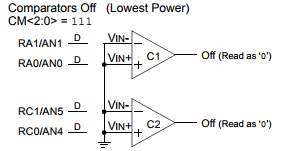 Comparators Off (Lowest Power)
CM<2:0> = 111
RA1/AN1 D VIN- 
RA0/AN0 D VIN+ C1 Off (Read as '0')
RC1/AN5 D VIN-
RC0/AN4 D VIN+ C2 Off (Read as '0')